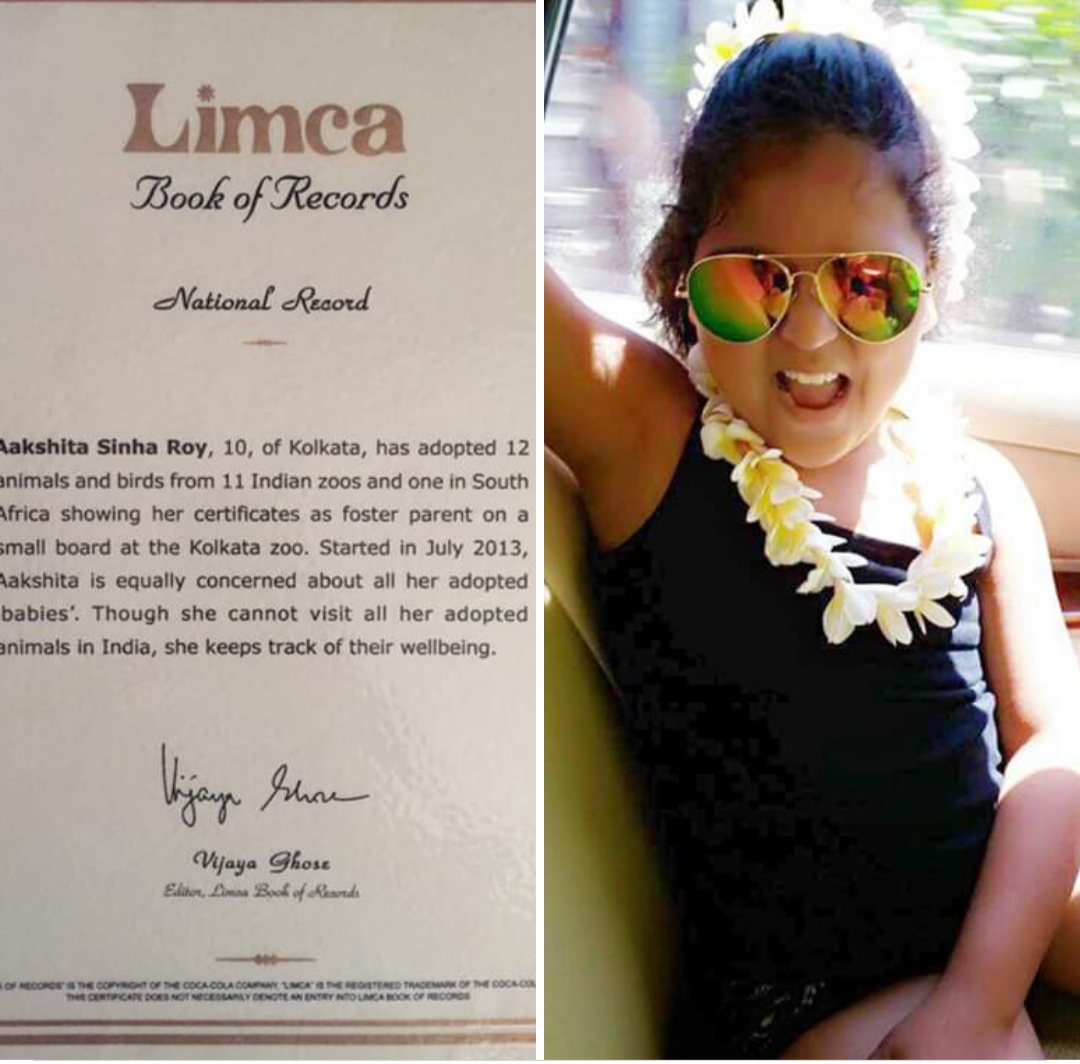 Limca
Book of Records
National Record
Aakshita Sinha Roy, 10, of Kolkata, has adopted 12
animals and birds from 11 Indian zoos and one in South
Africa showing her certificates as foster parent on a
small board at the Kolkata zoo. Started in July 2013,
Aakshita is equally concerned about all her adopted
babies'. Though she cannot visit all her adopted
animals in India, she keeps track of their wellbeing.
Vijaya Ghose
Vijaya Ghose
Editor, Limca Book of Records
OF RECORDS" IS THE COPYRIGHT OF THE COCA-COLA COMPANY, "LIMCA" IS THE REGISTERED TRADEMARK OF THE COCA-COL
THIS CERTIFICATE DOES NOT NECESSARILY DENOTE AN ENTRY INTO LIMCA BOOK OF RECORDS